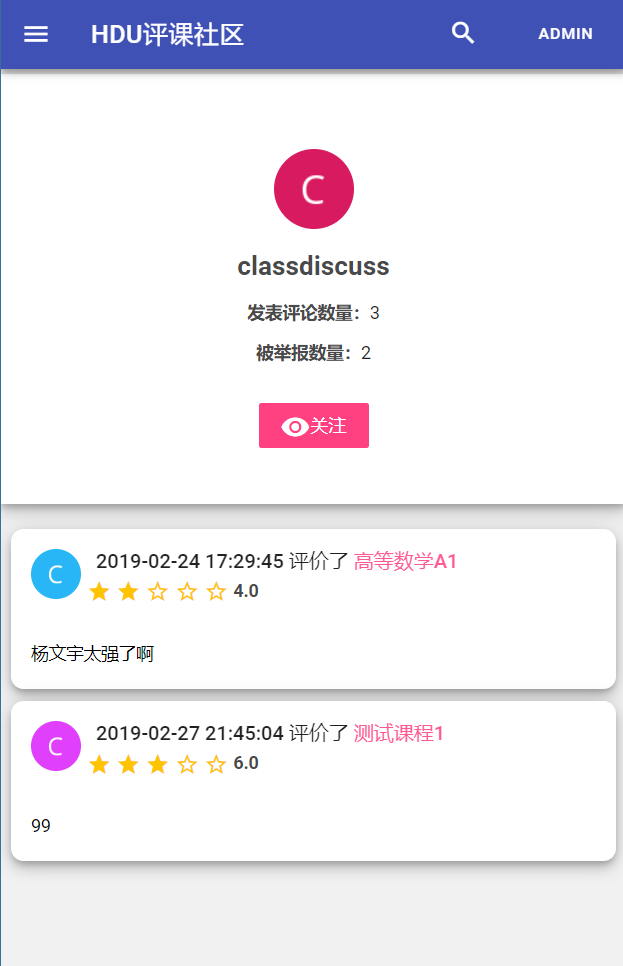 HDU评课社区 ADMIN
C
classdiscuss
发表评论数量：3
被举报数量：2
关注
C 2019-02-24 17:29:45 评价了 高等数学A1
4.0
杨文宇太强了啊
C 2019-02-27 21:45:04 评价了 测试课程1
6.0
99